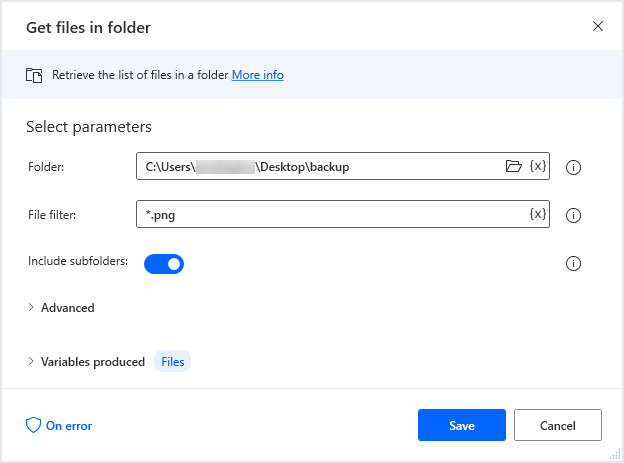 Get files in folder
Retrieve the list of files in a folder More info
Select parameters
Folder: C:\Users\ \Desktop\backup {x}
File filter: *.png {x}
Include subfolders:
Advanced
Variables produced Files
On error Save Cancel